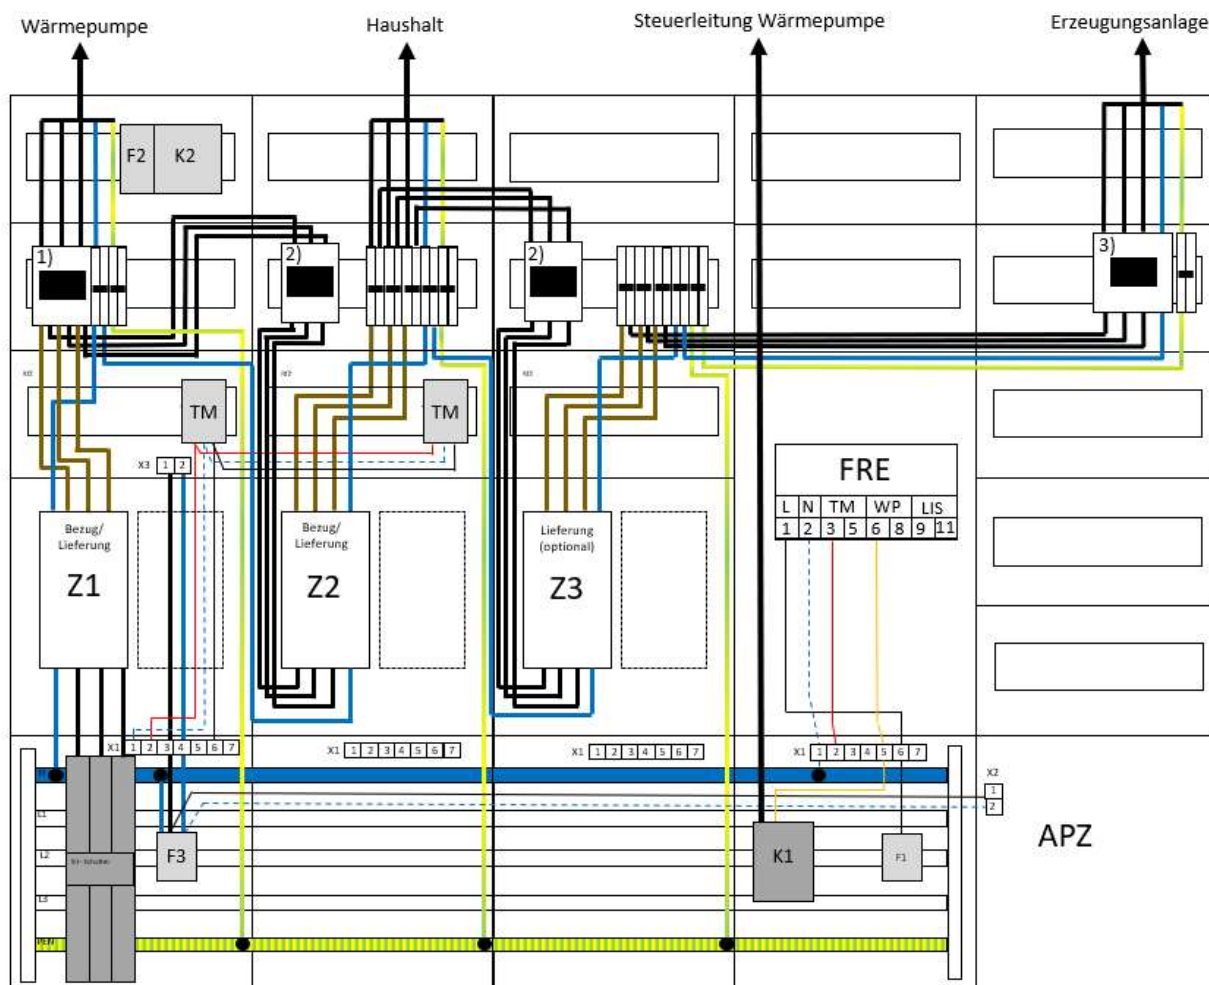 Wärmepumpe
Haushalt
Steuerleitung Wärmepumpe
Erzeugungsanlage
F2
K2
1)
2)
2)
3)
TM
TM
X3
1 2
FRE
L N TM WP LIS
1 2 3 5 6 8 9 11
Bezug/
Lieferung
Z1
Bezug/
Lieferung
Z2
Lieferung
(optional)
Z3
X1 1 2 3 4 5 6 7
X1 1 2 3 4 5 6 7
X1 1 2 3 4 5 6 7
X1 1 2 3 4 5 6 7
X2
1
2
L1
L2
F3
K1
F1
APZ
L3
PEN